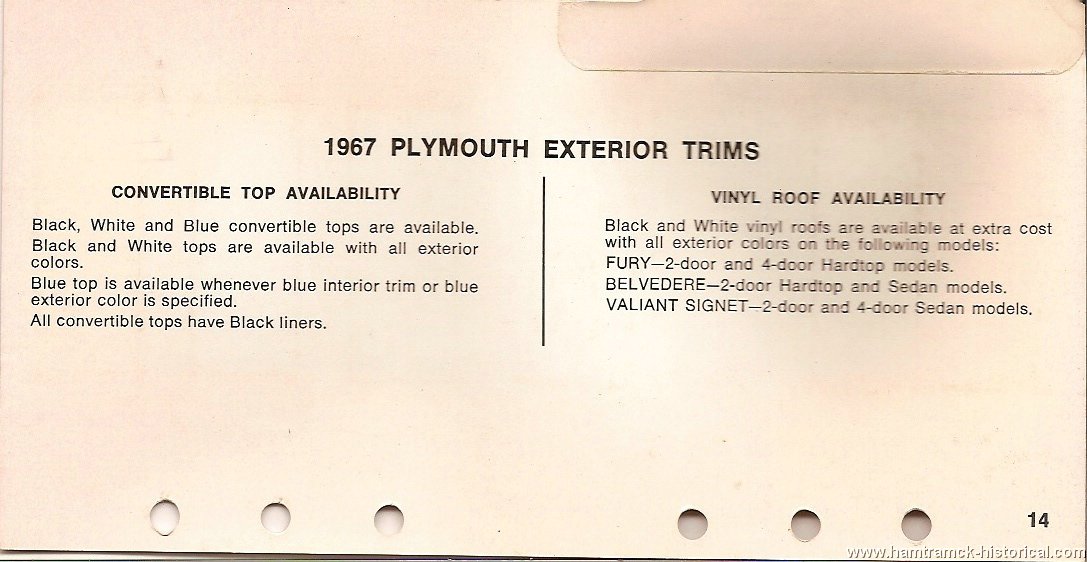 1967 PLYMOUTH EXTERIOR TRIMS
CONVERTIBLE TOP AVAILABILITY
Black, White and Blue convertible tops are available.
Black and White tops are available with all exterior
colors.
Blue top is available whenever blue interior trim or blue
exterior color is specified.
All convertible tops have Black liners.
VINYL ROOF AVAILABILITY
Black and White vinyl roofs are available at extra cost
with all exterior colors on the following models:
FURY—2-door and 4-door Hardtop models.
BELVEDERE—2-door Hardtop and Sedan models.
VALIANT SIGNET—2-door and 4-door Sedan models.
14
www.hamtramck-historical.com